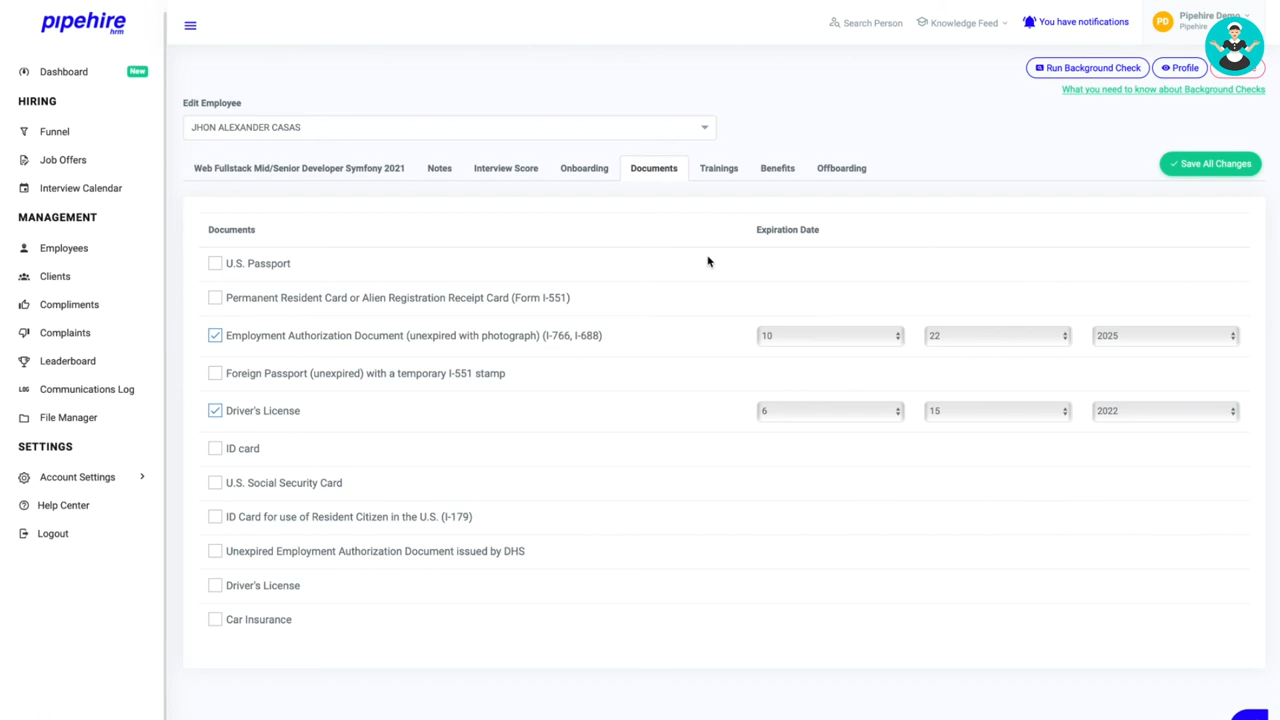 pipehire
hrm
Search Person
Knowledge Feed
You have notifications
PD
Pipehire Demo
Pipehire
Dashboard
New
HIRING
Funnel
Job Offers
Interview Calendar
MANAGEMENT
Employees
Clients
Compliments
Complaints
Leaderboard
LOG
Communications Log
File Manager
SETTINGS
Account Settings
Help Center
Logout
Run Background Check
Profile
What you need to know about Background Checks
Edit Employee
JHON ALEXANDER CASAS
Web Fullstack Mid/Senior Developer Symfony 2021
Notes
Interview Score
Onboarding
Documents
Trainings
Benefits
Offboarding
Save All Changes
Documents
Expiration Date
U.S. Passport
Permanent Resident Card or Alien Registration Receipt Card (Form I-551)
Employment Authorization Document (unexpired with photograph) (I-766, I-688)
10
22
2025
Foreign Passport (unexpired) with a temporary I-551 stamp
Driver's License
6
15
2022
ID card
U.S. Social Security Card
ID Card for use of Resident Citizen in the U.S. (I-179)
Unexpired Employment Authorization Document issued by DHS
Driver's License
Car Insurance